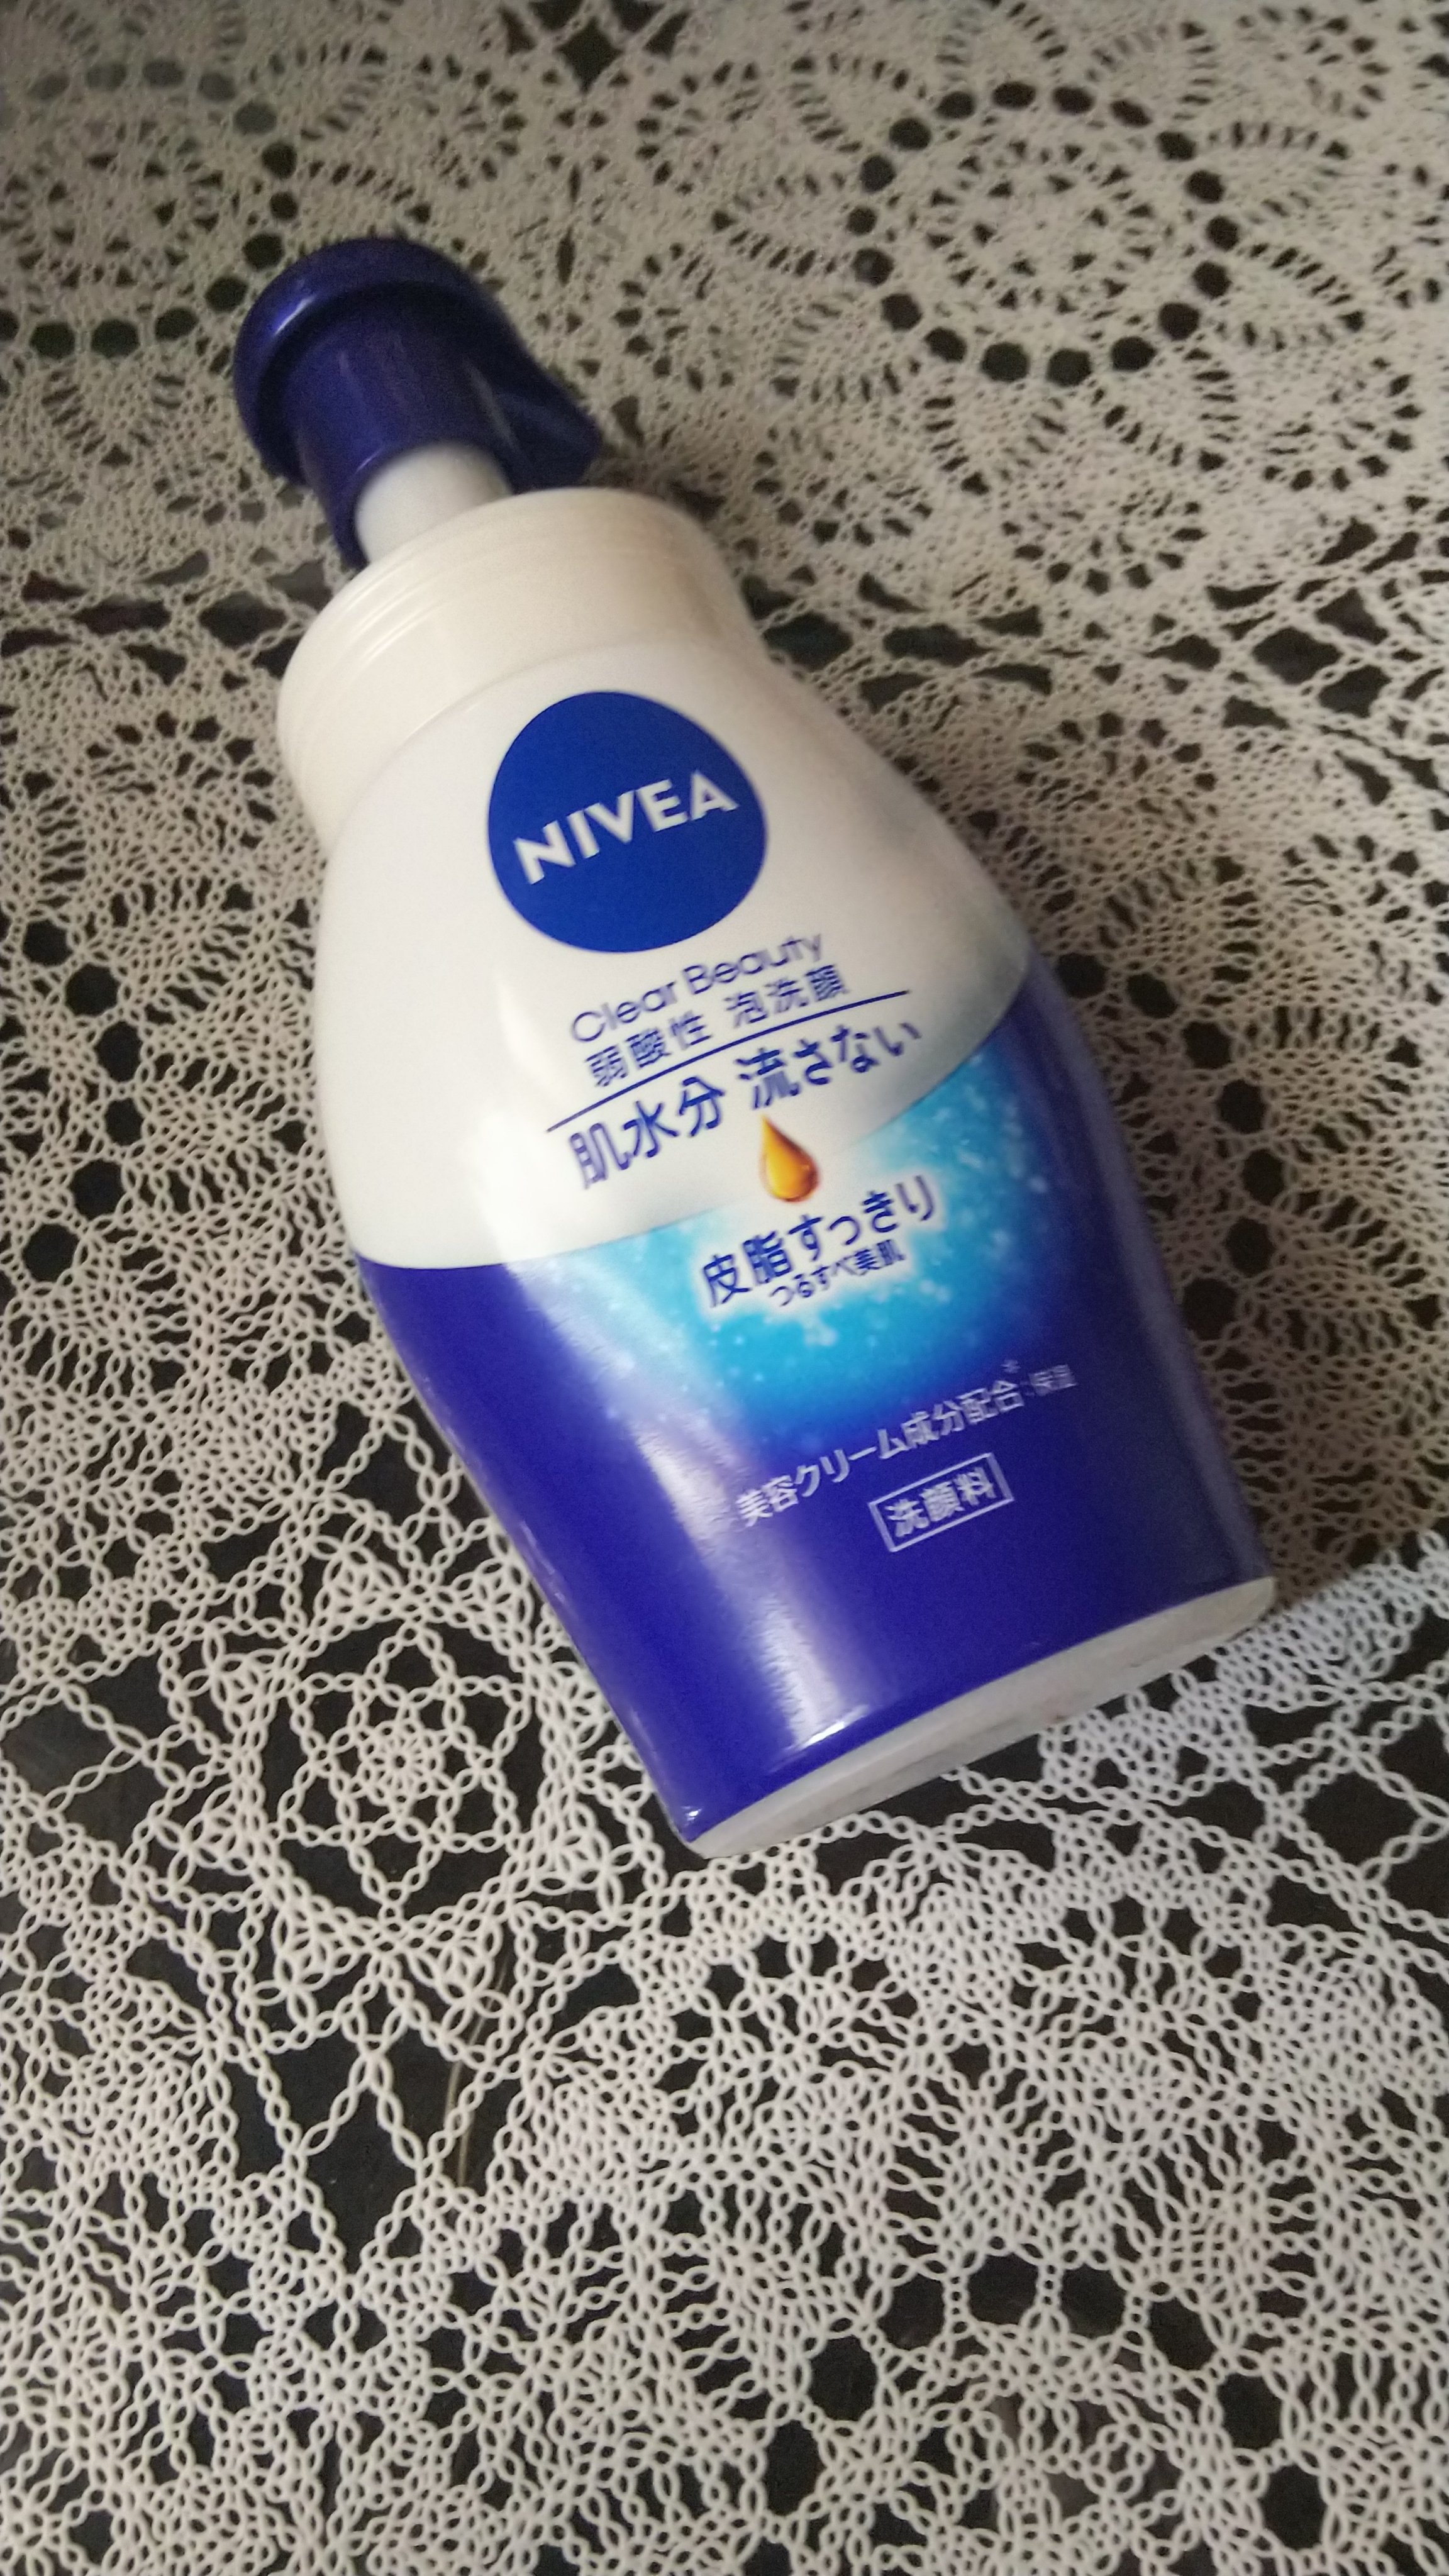 NIVEA
Clear Beauty
弱酸性 泡洗顔
肌水分 流さない
皮脂すっきり
つるすべ美肌
美容クリーム成分配合* *:保湿
洗顔料